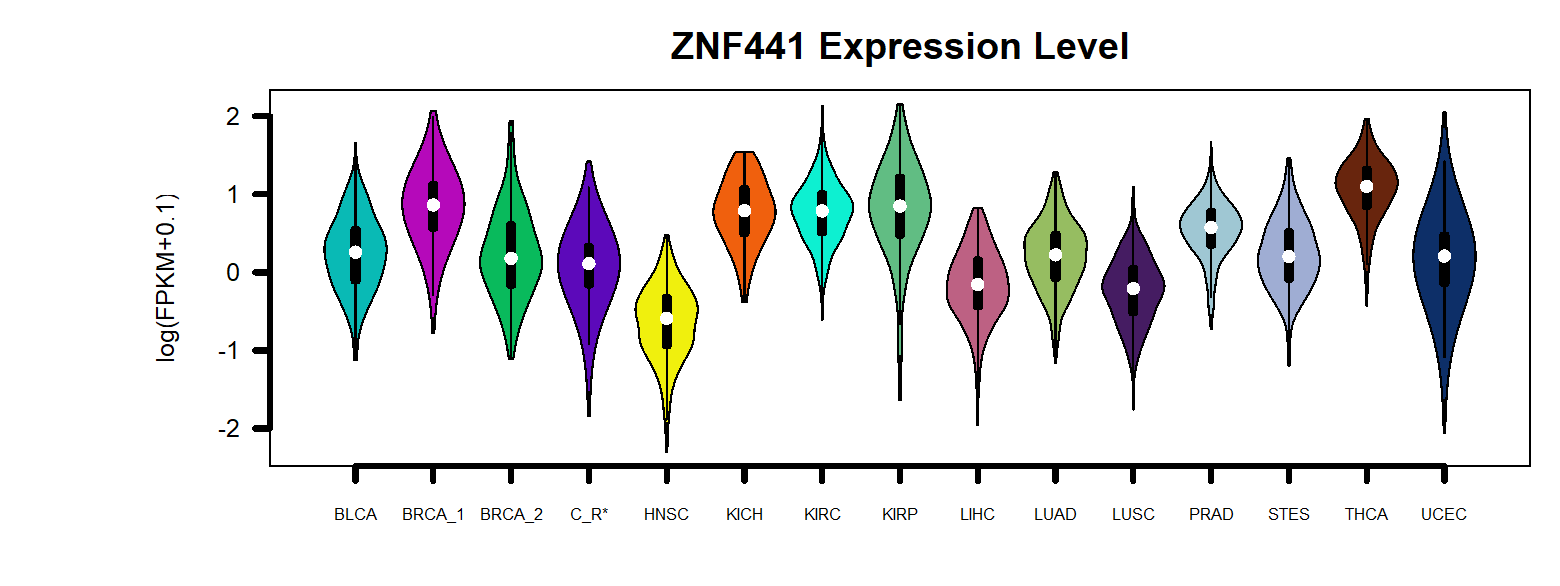 ZNF441 Expression Level
log(FPKM+0.1)
2
1
0
-1
-2
BLCA BRCA_1 BRCA_2 C_R* HNSC KICH KIRC KIRP LIHC LUAD LUSC PRAD STES THCA UCEC